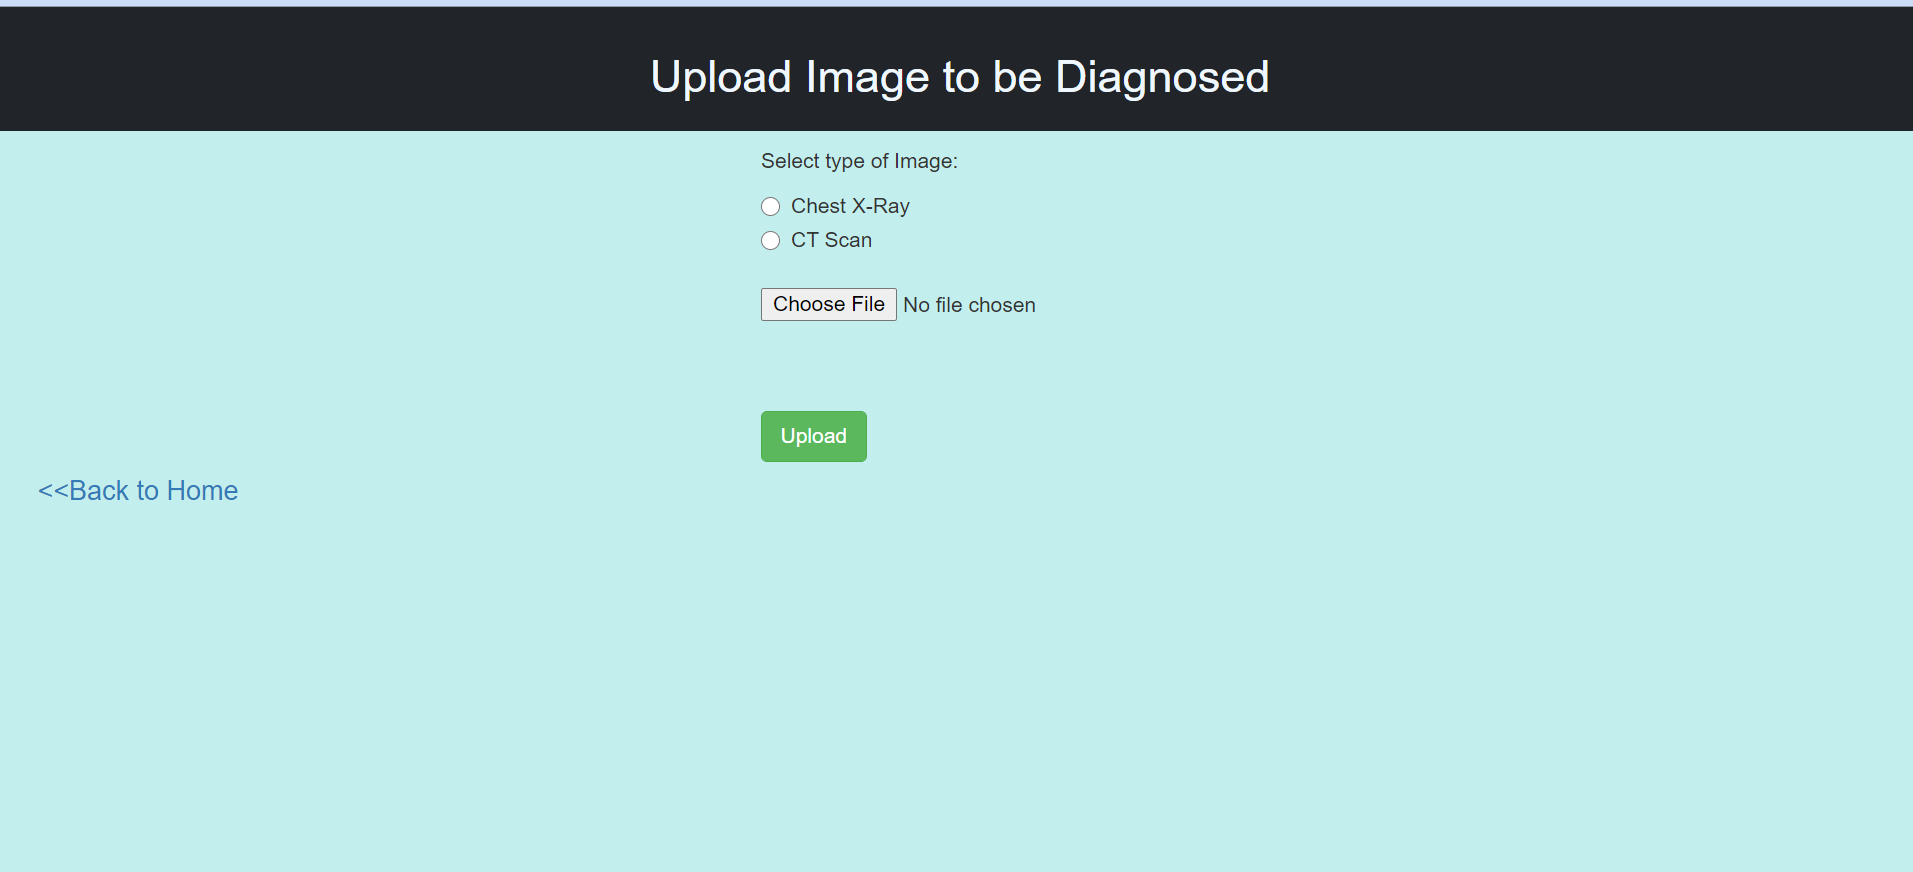 Upload Image to be Diagnosed
Select type of Image:
Chest X-Ray
CT Scan
Choose File No file chosen
Upload
<<Back to Home